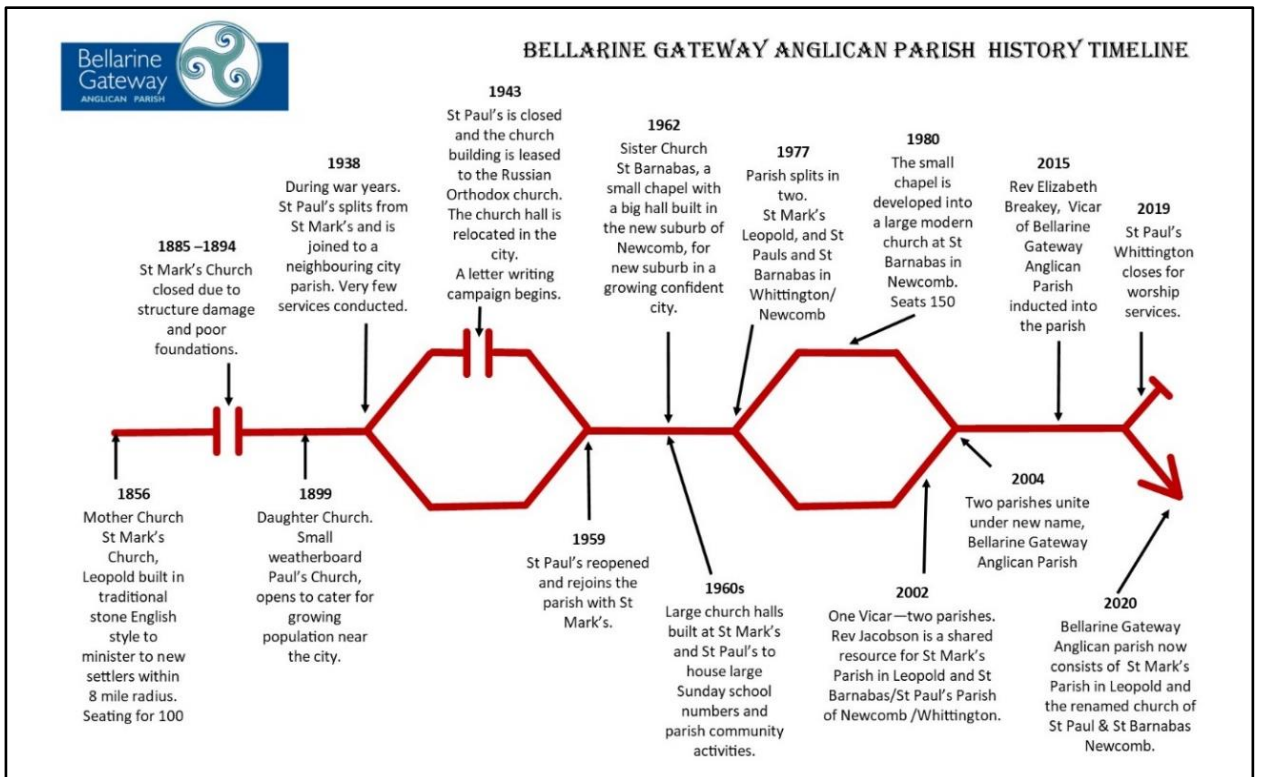 Bellarine
Gateway
ANGLICAN PARISH
BELLARINE GATEWAY ANGLICAN PARISH HISTORY TIMELINE
1885 –1894
St Mark's Church
closed due to
structure damage
and poor
foundations.
1938
During war years.
St Paul's splits from
St Mark's and is
joined to a
neighbouring city
parish. Very few
services conducted.
1943
St Paul's is closed
and the church
building is leased
to the Russian
Orthodox church.
The church hall is
relocated in the
city.
A letter writing
campaign begins.
1962
Sister Church
St Barnabas, a
small chapel with
a big hall built in
the new suburb of
Newcomb, for
new suburb in a
growing confident
city.
1977
Parish splits in
two.
St Mark's
Leopold, and St
Pauls and St
Barnabas in
Whittington/
Newcomb
1980
The small
chapel is
developed into
a large modern
church at St
Barnabas in
Newcomb.
Seats 150
2015
Rev Elizabeth
Breakey, Vicar
of Bellarine
Gateway
Anglican
Parish
inducted into
the parish
2019
St Paul's
Whittington
closes for
worship
services.
1856
Mother Church
St Mark's
Church,
Leopold built in
traditional
stone English
style to
minister to new
settlers within
8 mile radius.
Seating for 100
1899
Daughter Church.
Small
weatherboard
Paul's Church,
opens to cater for
growing
population near
the city.
1959
St Paul's reopened
and rejoins the
parish with St
Mark's.
1960s
Large church halls
built at St Mark's
and St Paul's to
house large
Sunday school
numbers and
parish community
activities.
2002
One Vicar—two parishes.
Rev Jacobson is a shared
resource for St Mark's
Parish in Leopold and St
Barnabas/St Paul's Parish
of Newcomb /Whittington.
2004
Two parishes unite
under new name,
Bellarine Gateway
Anglican Parish
2020
Bellarine Gateway
Anglican parish now
consists of St Mark's
Parish in Leopold and
the renamed church of
St Paul & St Barnabas
Newcomb.